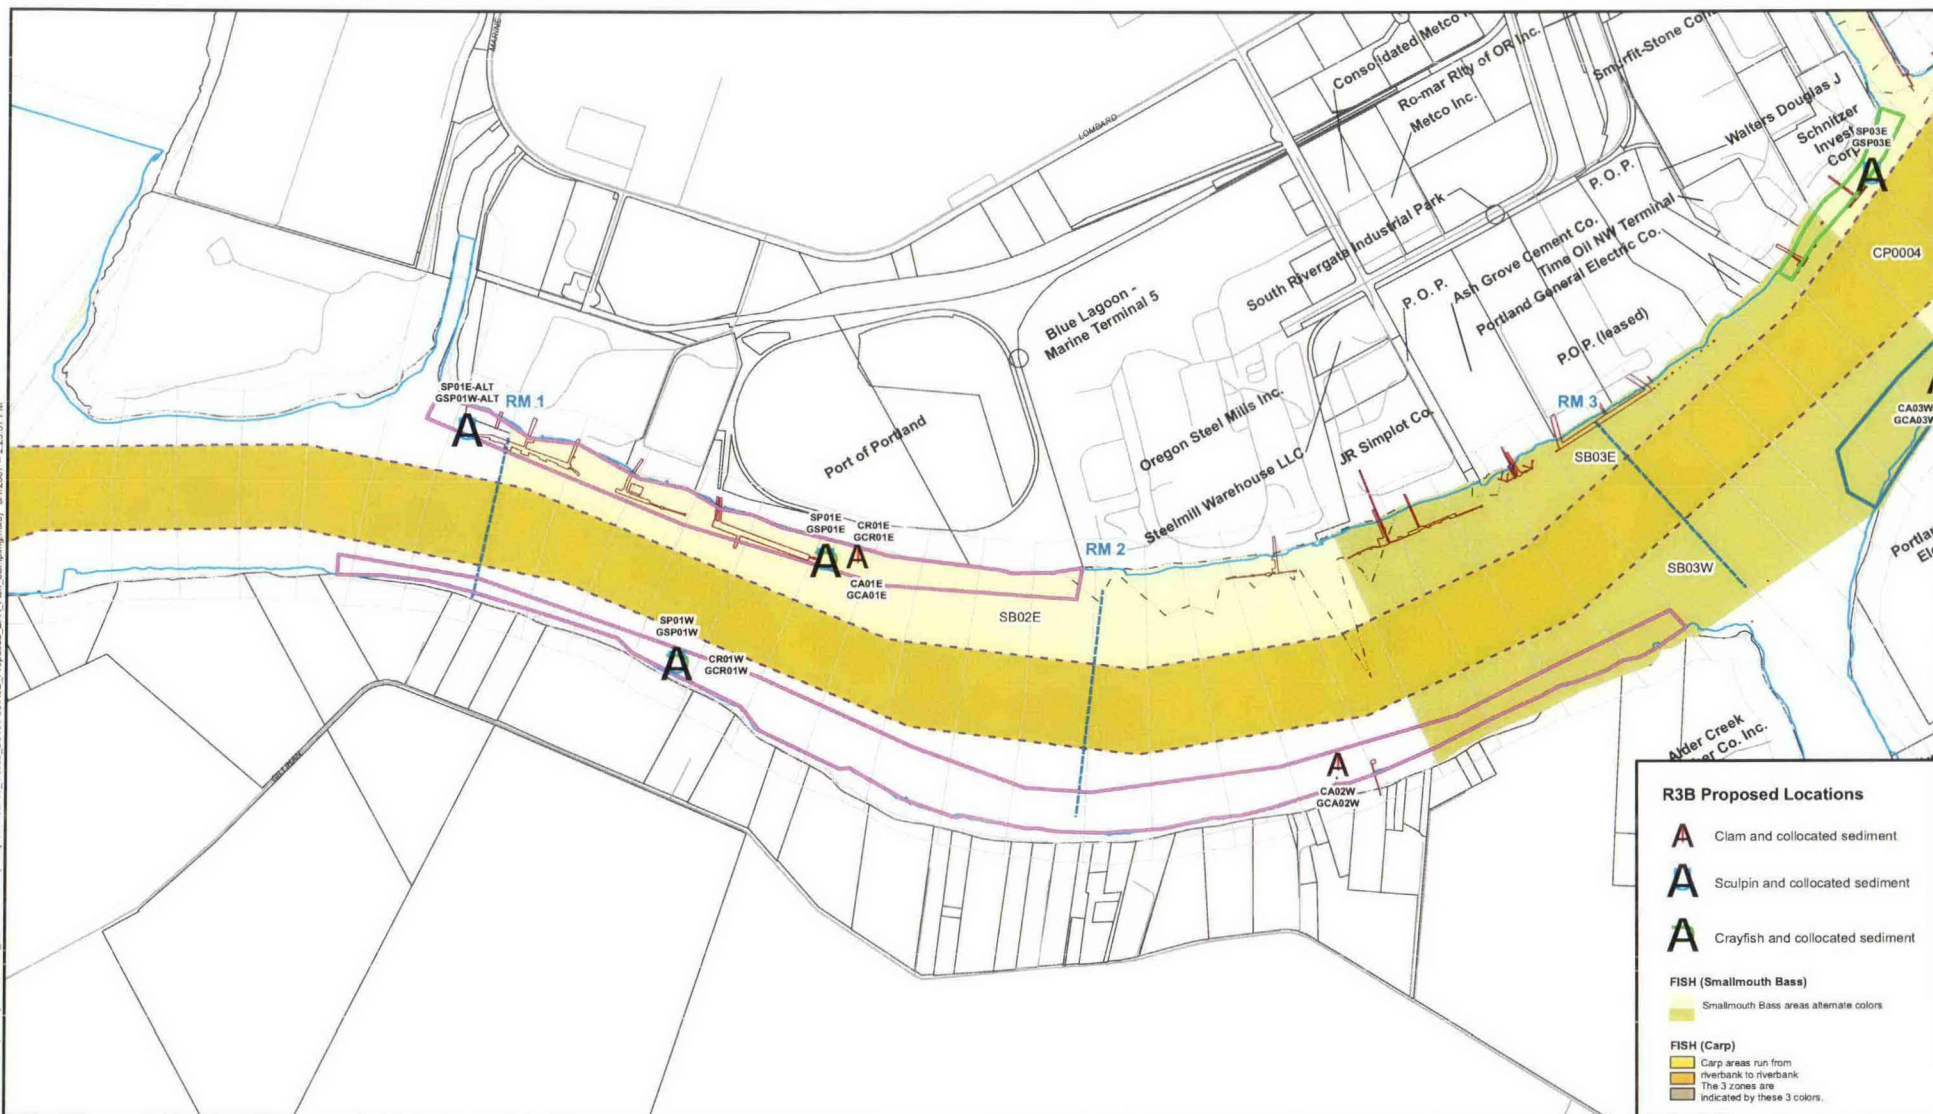 MARINE
LOMBARD
Consolidated Metco
Ro-mar Rlty of OR Inc.
Metco Inc.
Smurfit-Stone
Walters Douglas J
Schnitzer
Invest
Corp
SP03E
GSP03E
P. O. P.
CP0004
South Rivergate Industrial Park
P. O. P.
Ash Grove Cement Co.
Time Oil NW Terminal
Portland General Electric Co.
P.O.P. (leased)
Blue Lagoon -
Marine Terminal 5
SP01E-ALT
GSP01W-ALT
RM 1
Port of Portland
Oregon Steel Mills Inc.
Steelmill Warehouse LLC
JR Simplot Co.
RM 3
SB03E
CA03W
GCA03W
SP01E
GSP01E
CR01E
GCR01E
CA01E
GCA01E
RM 2
SB02E
SB03W
SP01W
GSP01W
CR01W
GCR01W
CA02W
GCA02W
Alder Creek
Co. Inc.
GILLIHAN
R3B Proposed Locations
A Clam and collocated sediment
A Sculpin and collocated sediment
A Crayfish and collocated sediment
FISH (Smallmouth Bass)
Smallmouth Bass areas alternate colors
FISH (Carp)
Carp areas run from
riverbank to riverbank
The 3 zones are
indicated by these 3 colors.